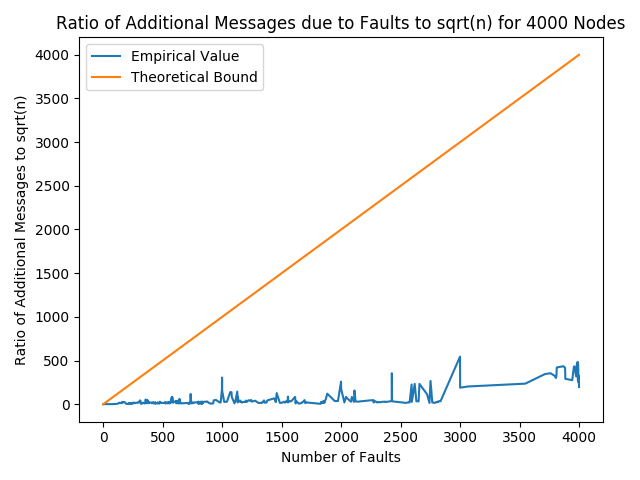 Ratio of Additional Messages due to Faults to sqrt(n) for 4000 Nodes
Empirical Value
Theoretical Bound
Ratio of Additional Messages to sqrt(n)
4000
3500
3000
2500
2000
1500
1000
500
0
0 500 1000 1500 2000 2500 3000 3500 4000
Number of Faults